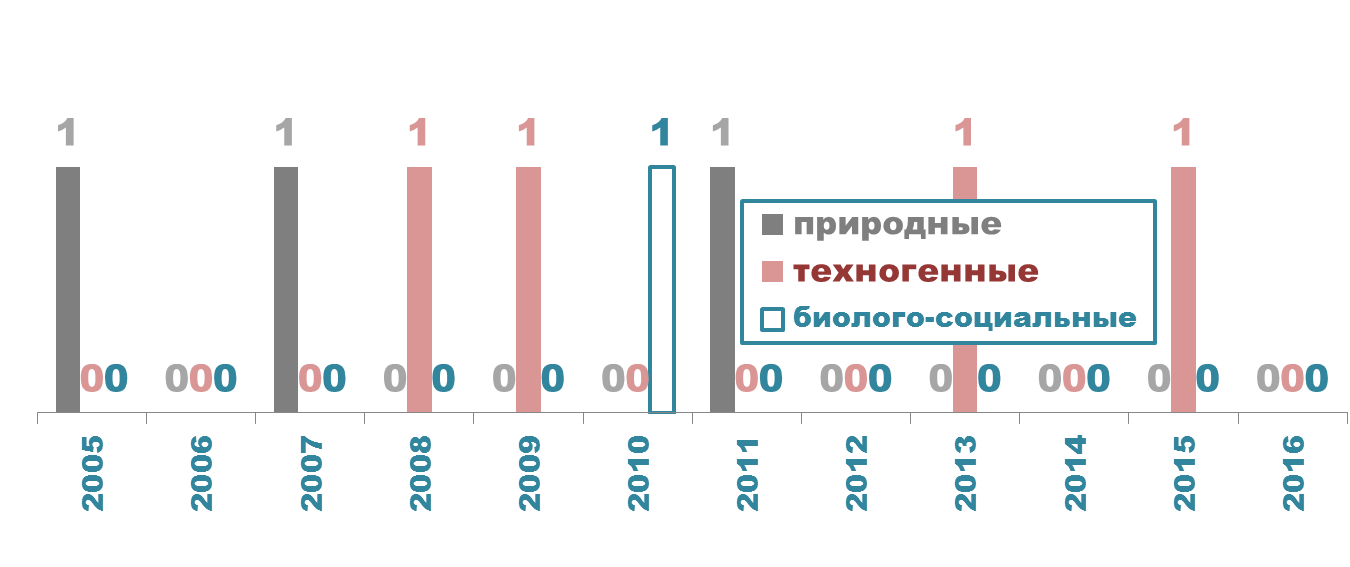 1 1 1 1 1 1 1 1
природные
техногенные
биолого-социальные
00 000 00 0 0 0 0 00 00 000 0 0 000 0 0 000
2005 2006 2007 2008 2009 2010 2011 2012 2013 2014 2015 2016